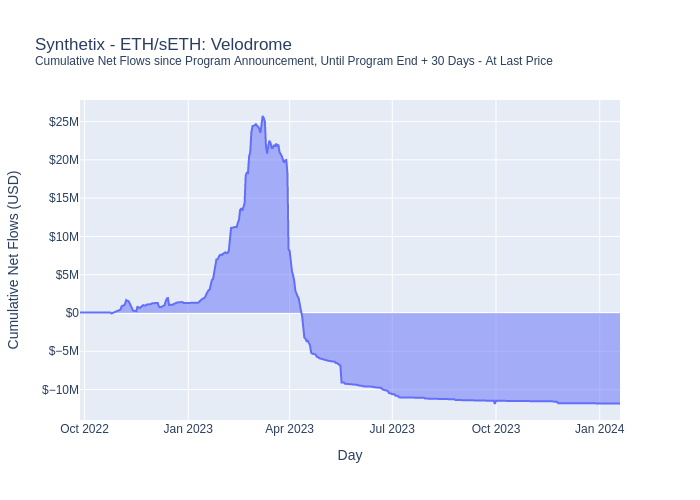 Synthetix - ETH/sETH: Velodrome
Cumulative Net Flows since Program Announcement, Until Program End + 30 Days - At Last Price
$25M
$20M
$15M
$10M
$5M
$0
$−5M
$−10M
Cumulative Net Flows (USD)
Oct 2022 Jan 2023 Apr 2023 Jul 2023 Oct 2023 Jan 2024
Day